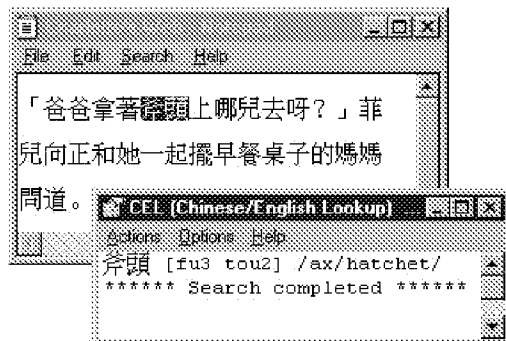 File Edit Search Help
「爸爸拿著斧頭上哪兒去呀？」菲
兒向正和她一起擺早餐桌子的媽媽
問道。
CEL (Chinese/English Lookup)
Actions Options Help
斧頭 [fu3 tou2] /ax/hatchet/
****** Search completed ******